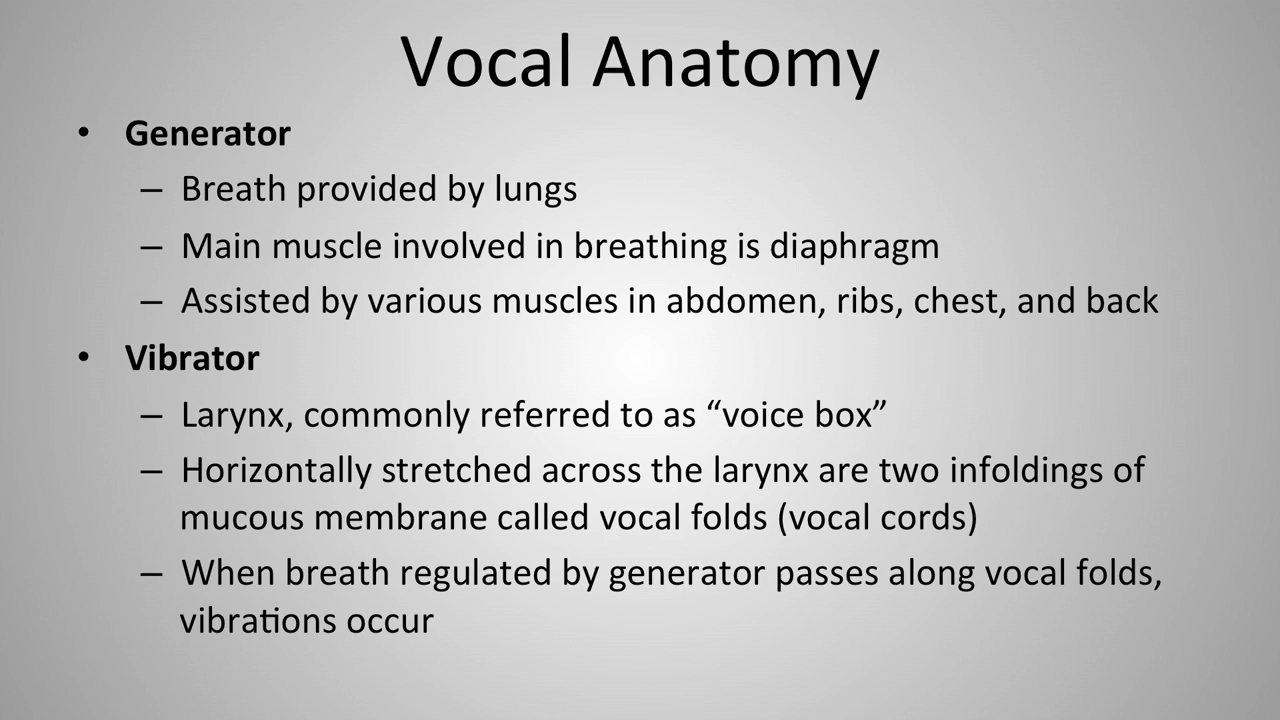 Vocal Anatomy
• Generator
– Breath provided by lungs
– Main muscle involved in breathing is diaphragm
– Assisted by various muscles in abdomen, ribs, chest, and back
• Vibrator
– Larynx, commonly referred to as “voice box”
– Horizontally stretched across the larynx are two infoldings of
mucous membrane called vocal folds (vocal cords)
– When breath regulated by generator passes along vocal folds,
vibrations occur